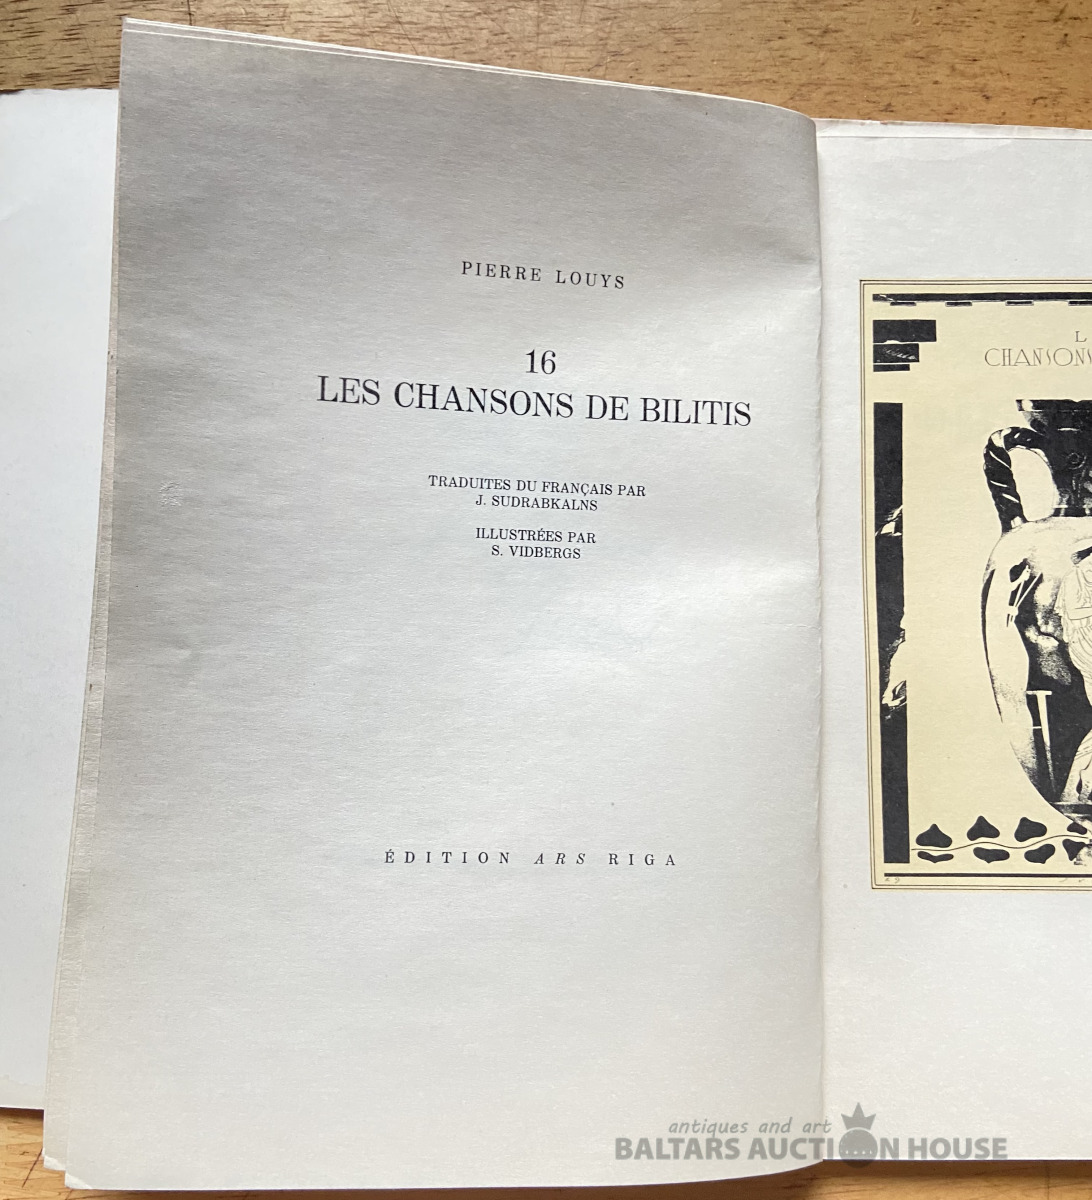 PIERRE LOUYS
16
LES CHANSONS DE BILITIS
TRADUITES DU FRANÇAIS PAR
J. SUDRABKALNS
ILLUSTRÉES PAR
S. VIDBERGS
ÉDITION ARS RIGA
L
CHANSONS
antiques and art
BALTARS AUCTION HOUSE